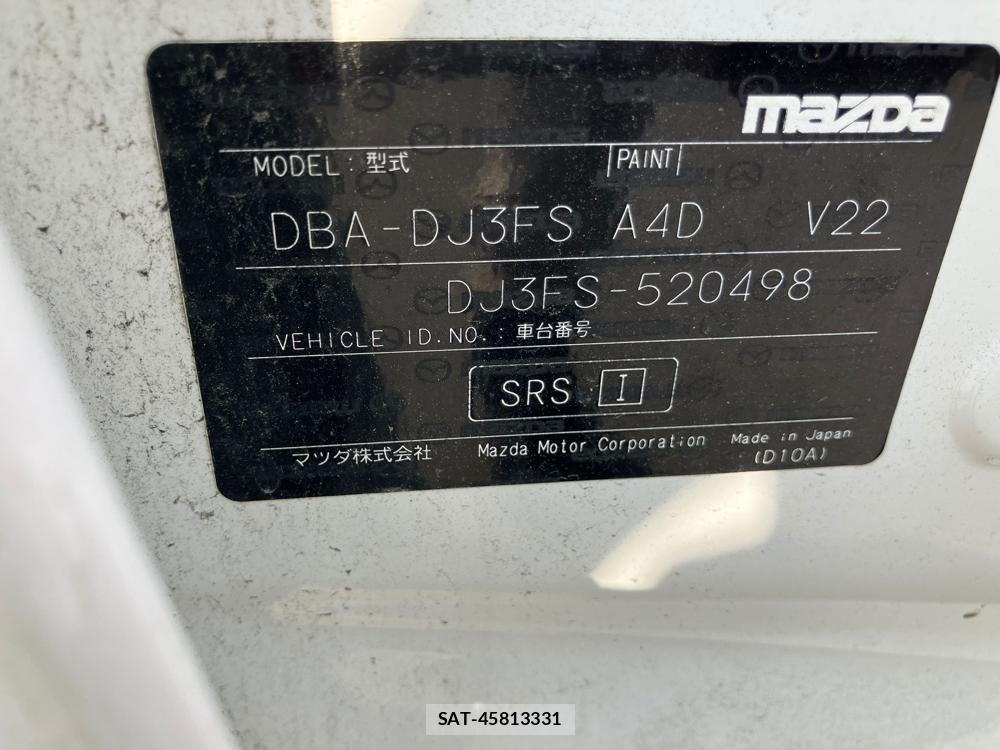 mazda
MODEL : 型式 PAINT
DBA-DJ3FS A4D V22
DJ3FS-520498
VEHICLE ID.NO. : 車台番号
SRS I
マツダ株式会社 Mazda Motor Corporation Made in Japan
(D10A)
SAT-45813331